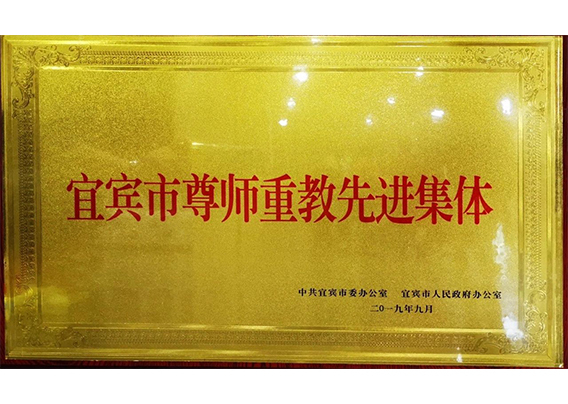 宜宾市尊师重教先进集体
中共宜宾市委办公室 宜宾市人民政府办公室
二〇一九年九月